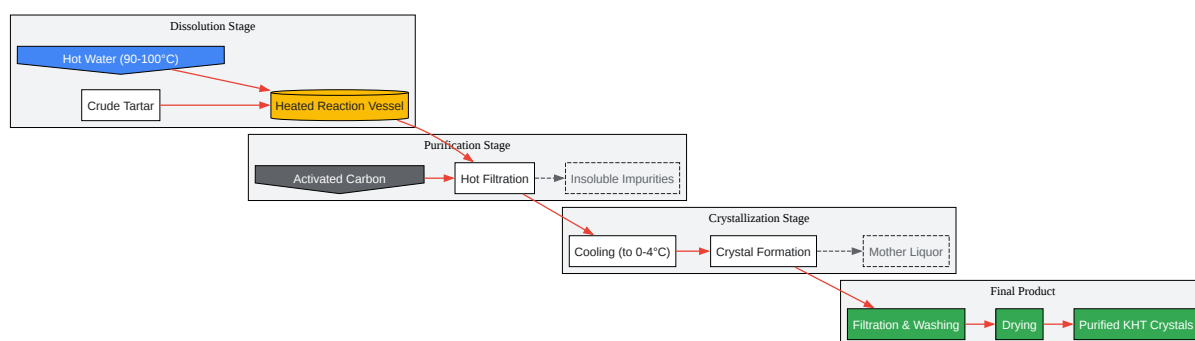 Dissolution Stage
Hot Water (90-100°C)
Crude Tartar
Heated Reaction Vessel
Purification Stage
Activated Carbon
Hot Filtration
Insoluble Impurities
Crystallization Stage
Cooling (to 0-4°C)
Crystal Formation
Mother Liquor
Final Product
Filtration & Washing
Drying
Purified KHT Crystals